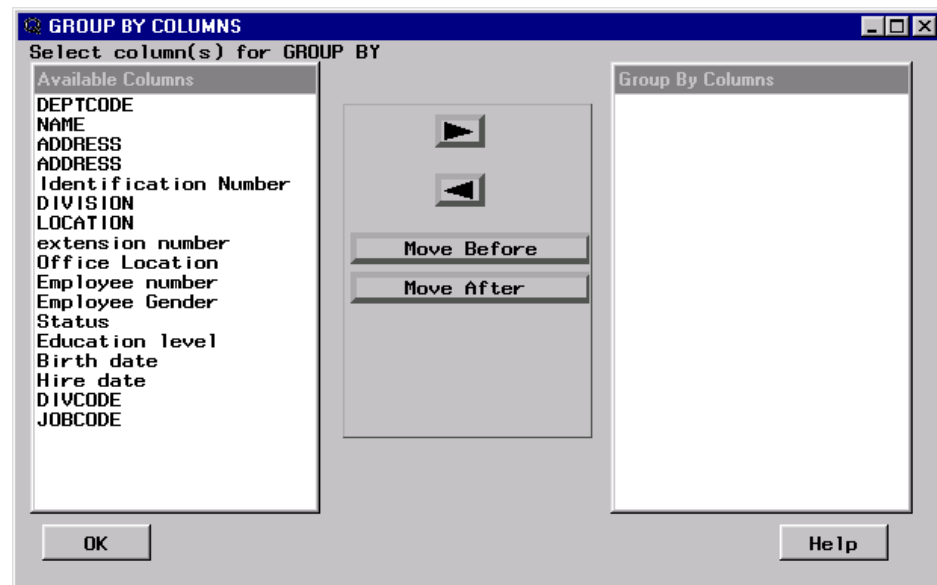 GROUP BY COLUMNS
Select column(s) for GROUP BY
Available Columns
DEPTCODE
NAME
ADDRESS
ADDRESS
Identification Number
DIVISION
LOCATION
extension number
Office Location
Employee number
Employee Gender
Status
Education level
Birth date
Hire date
DIVCODE
JOBCODE
Move Before
Move After
Group By Columns
OK
Help